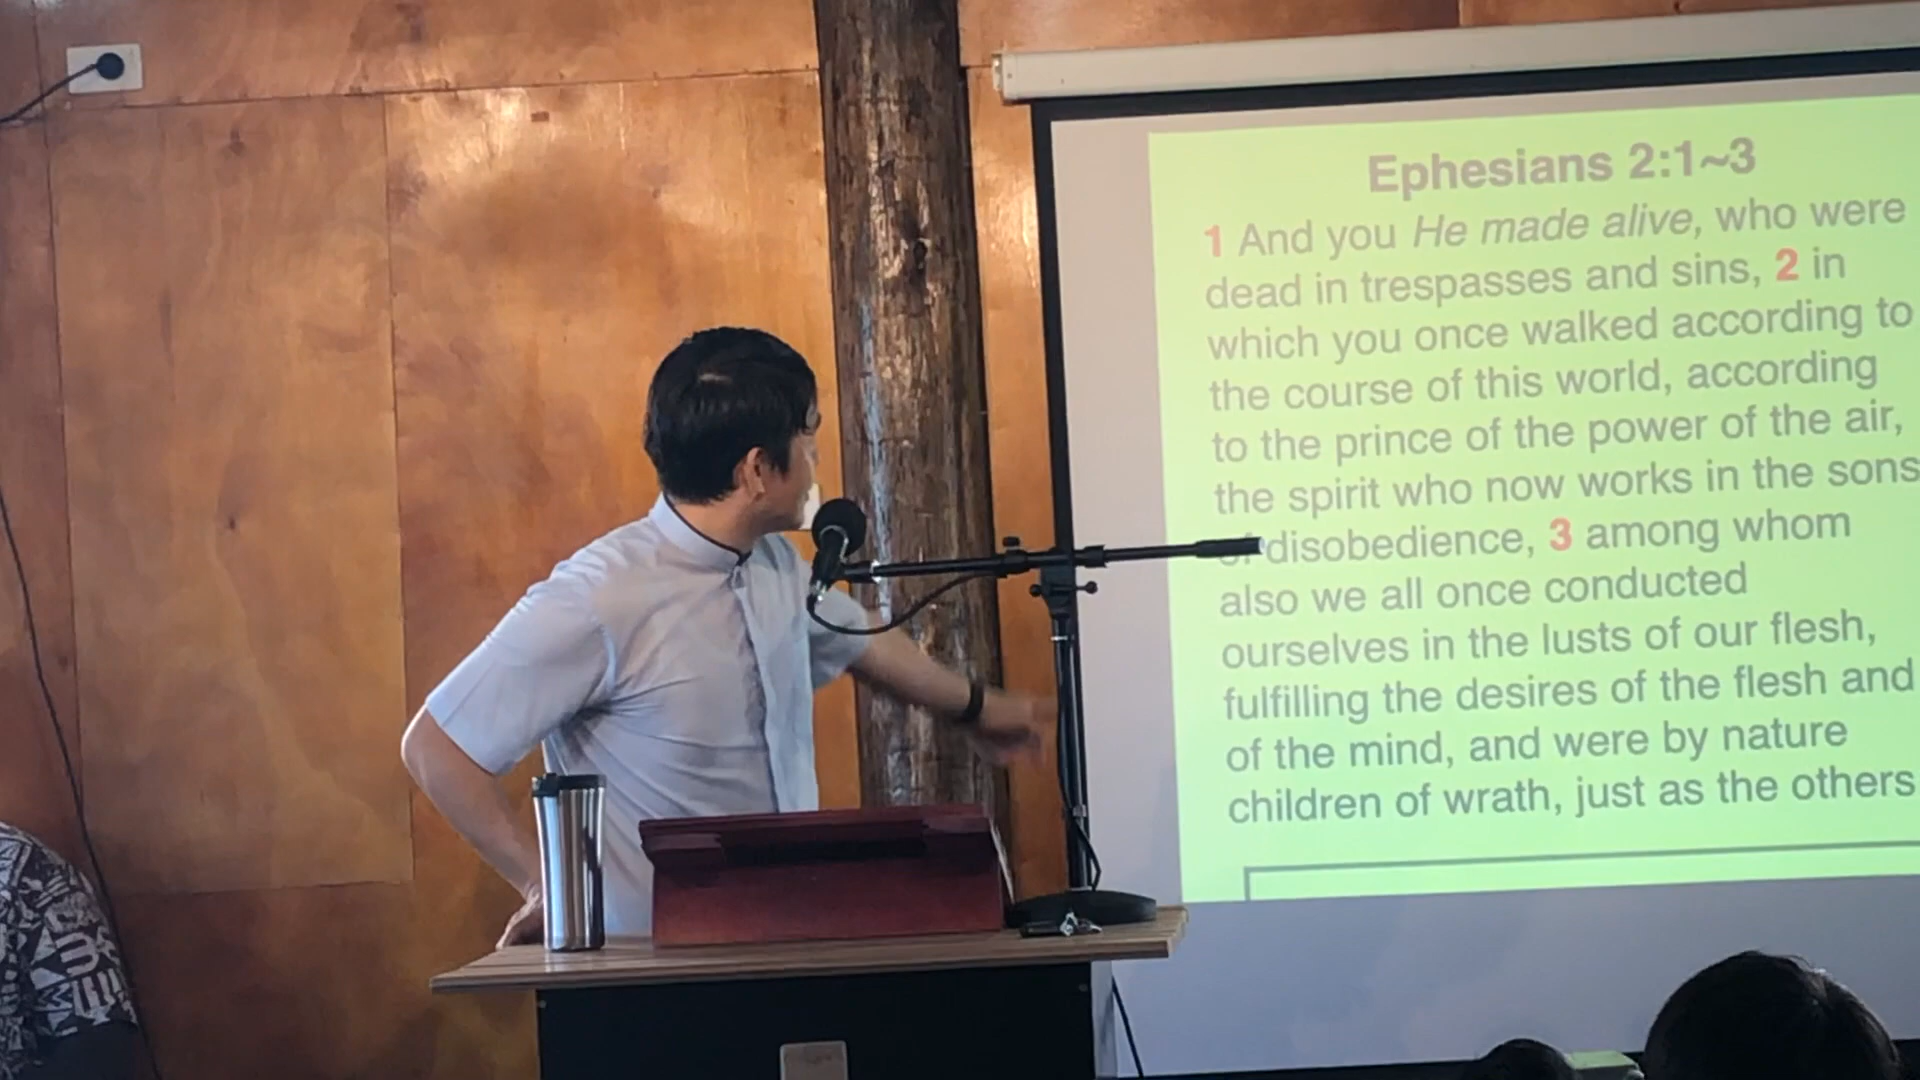 Ephesians 2:1~3
1 And you He made alive, who were
dead in trespasses and sins, 2 in
which you once walked according to
the course of this world, according
to the prince of the power of the air,
the spirit who now works in the sons
of disobedience, 3 among whom
also we all once conducted
ourselves in the lusts of our flesh,
fulfilling the desires of the flesh and
of the mind, and were by nature
children of wrath, just as the others